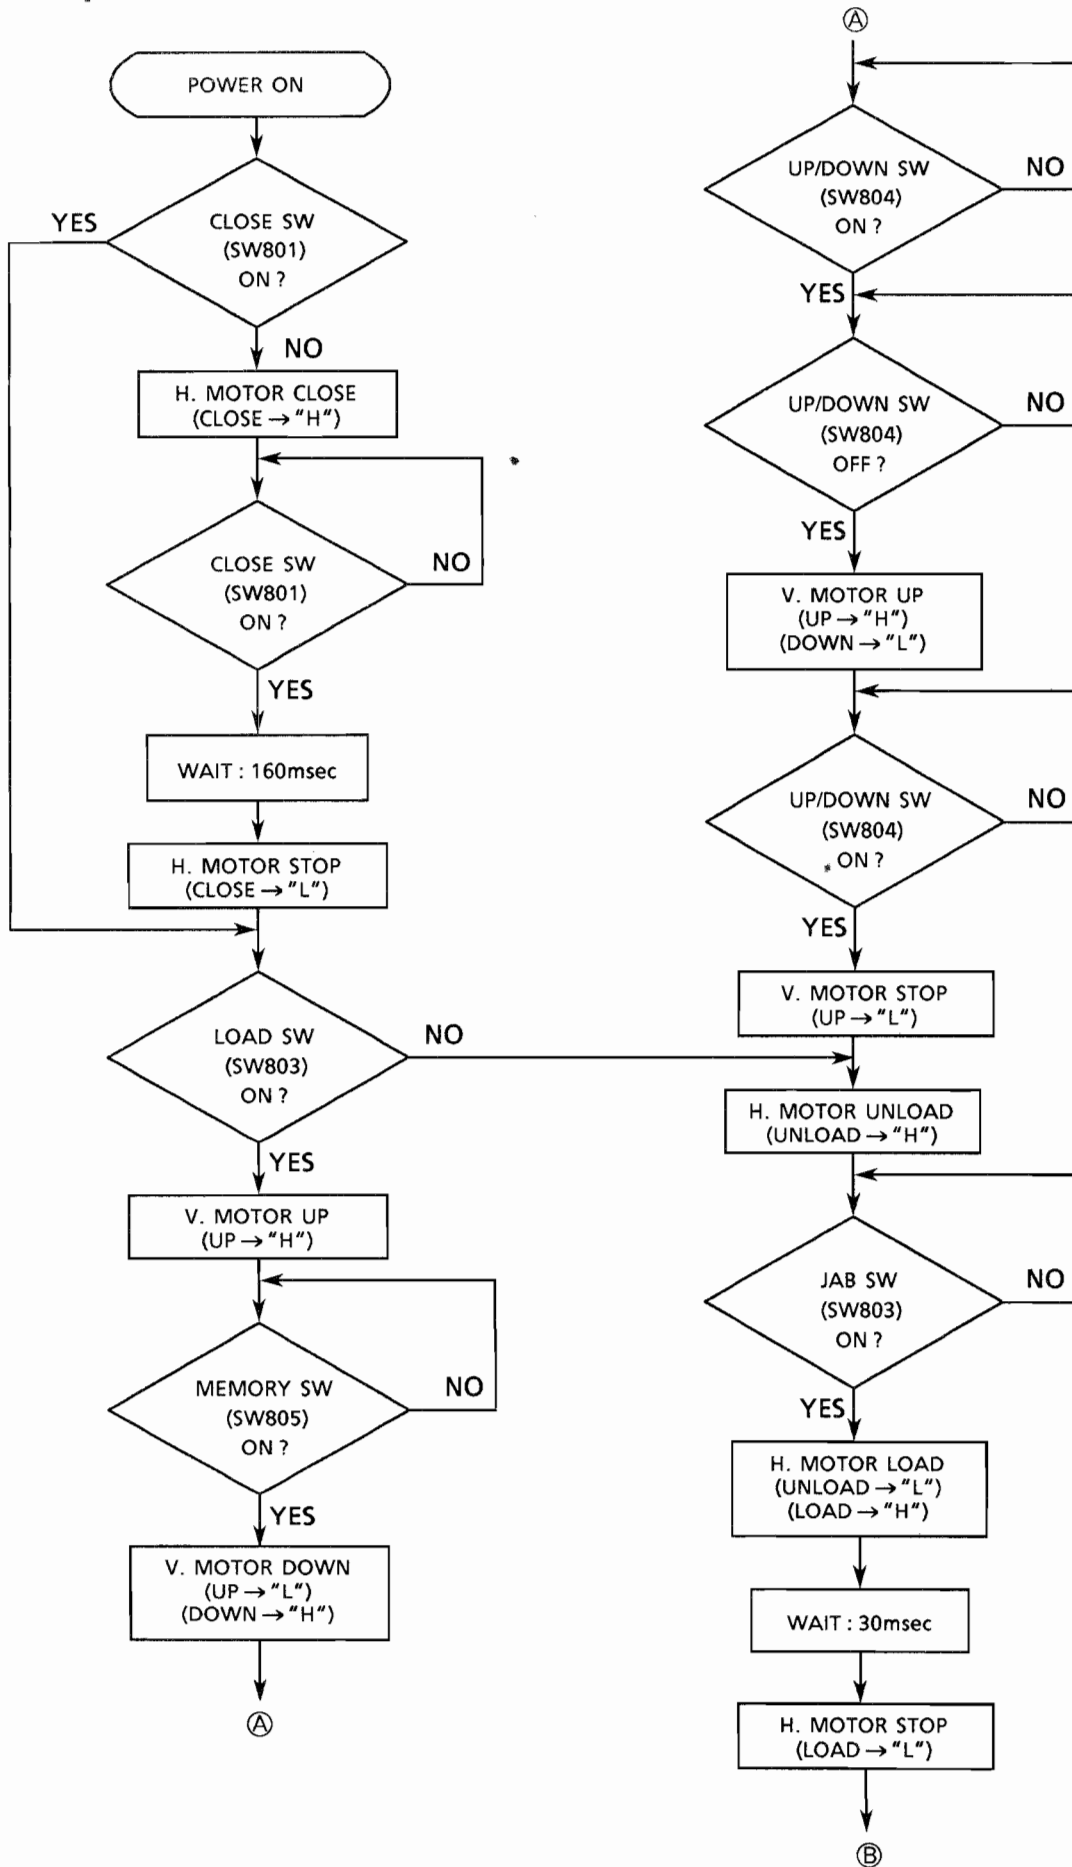 POWER ON
CLOSE SW
(SW801)
ON ?
YES
NO
H. MOTOR CLOSE
(CLOSE → "H")
CLOSE SW
(SW801)
ON ?
NO
YES
WAIT : 160msec
H. MOTOR STOP
(CLOSE → "L")
LOAD SW
(SW803)
ON ?
NO
YES
V. MOTOR UP
(UP → "H")
MEMORY SW
(SW805)
ON ?
NO
YES
V. MOTOR DOWN
(UP → "L")
(DOWN → "H")
Ⓐ
Ⓐ
UP/DOWN SW
(SW804)
ON ?
NO
YES
UP/DOWN SW
(SW804)
OFF ?
NO
YES
V. MOTOR UP
(UP → "H")
(DOWN → "L")
UP/DOWN SW
(SW804)
ON ?
NO
YES
V. MOTOR STOP
(UP → "L")
H. MOTOR UNLOAD
(UNLOAD → "H")
JAB SW
(SW803)
ON ?
NO
YES
H. MOTOR LOAD
(UNLOAD → "L")
(LOAD → "H")
WAIT : 30msec
H. MOTOR STOP
(LOAD → "L")
Ⓑ